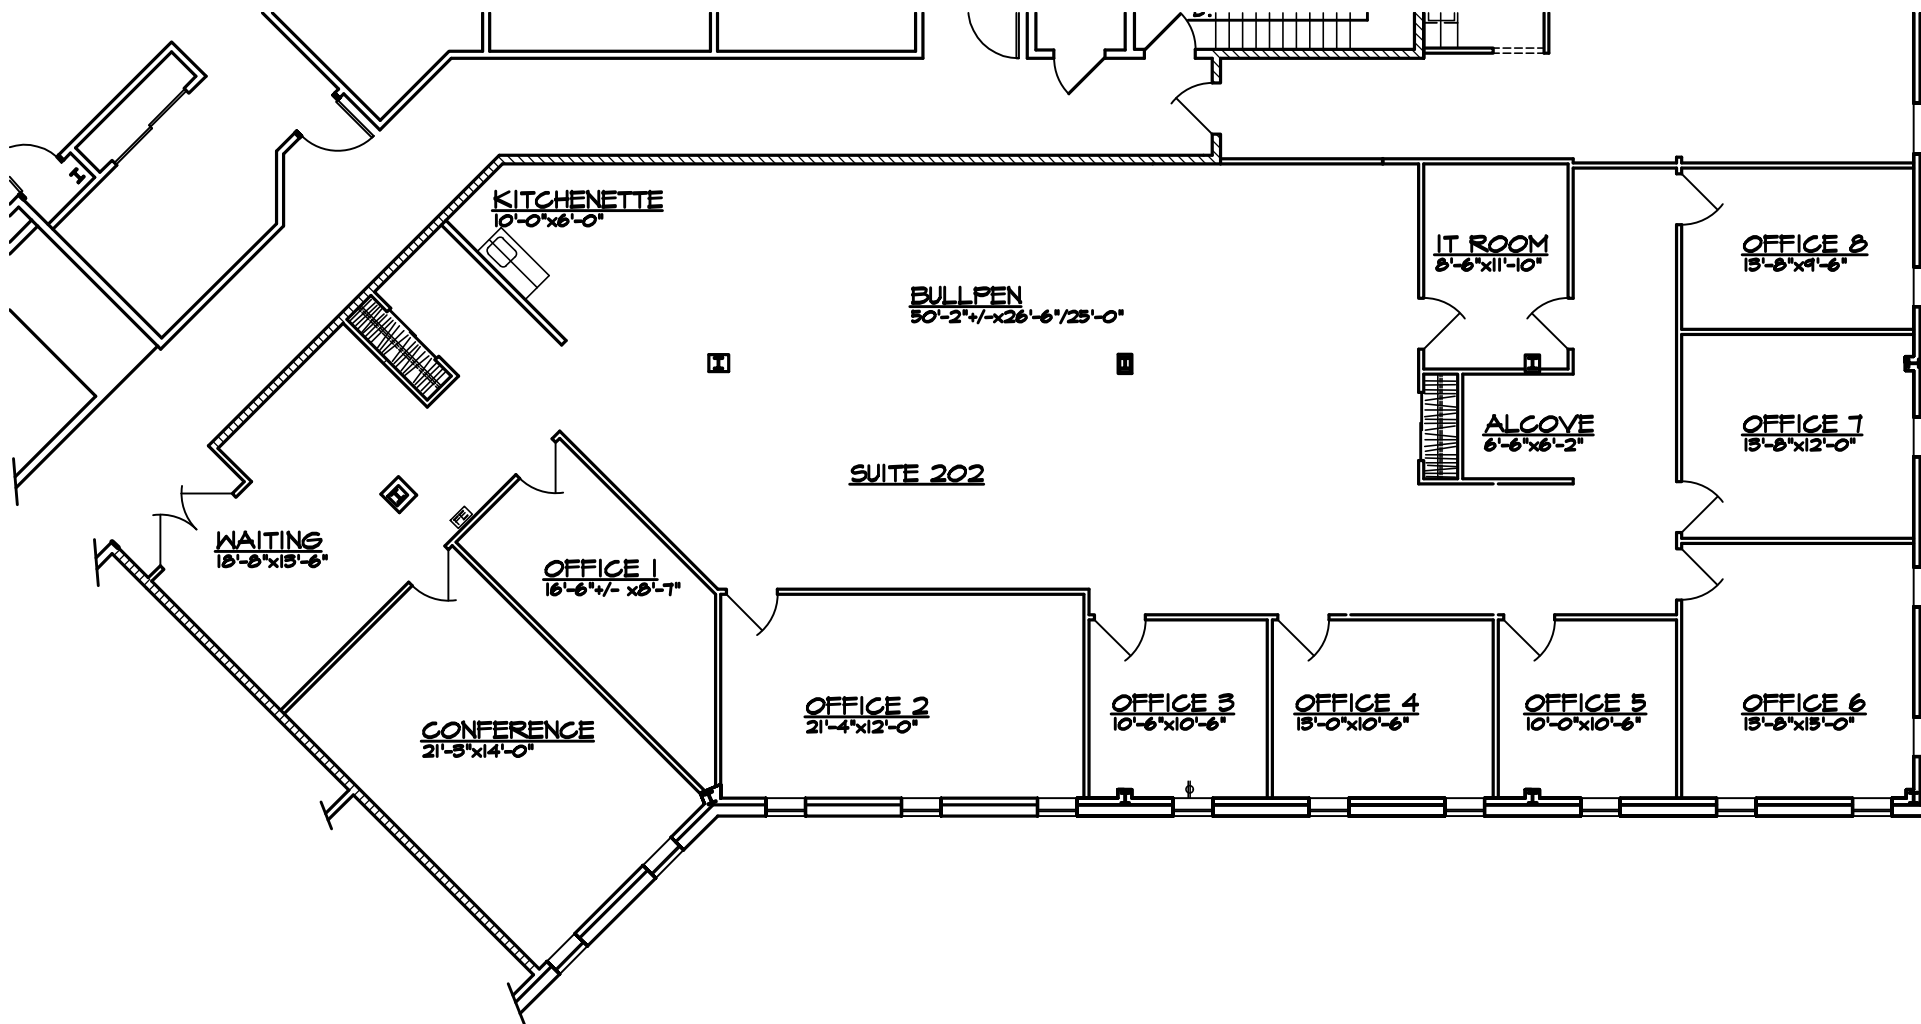 KITCHENETTE
10'-0"x6'-0"
IT ROOM
8'-6"x11'-10"
OFFICE 8
13'-8"x9'-6"
BULLPEN
50'-2"+/-x26'-6"/25'-0"
ALCOVE
6'-6"x6'-2"
OFFICE 7
13'-8"x12'-0"
SUITE 202
FE
WAITING
18'-8"x13'-6"
OFFICE 1
16'-6"+/- x8'-7"
OFFICE 2
21'-4"x12'-0"
OFFICE 3
10'-6"x10'-6"
OFFICE 4
13'-0"x10'-6"
OFFICE 5
10'-0"x10'-6"
OFFICE 6
13'-8"x15'-0"
CONFERENCE
21'-3"x14'-0"